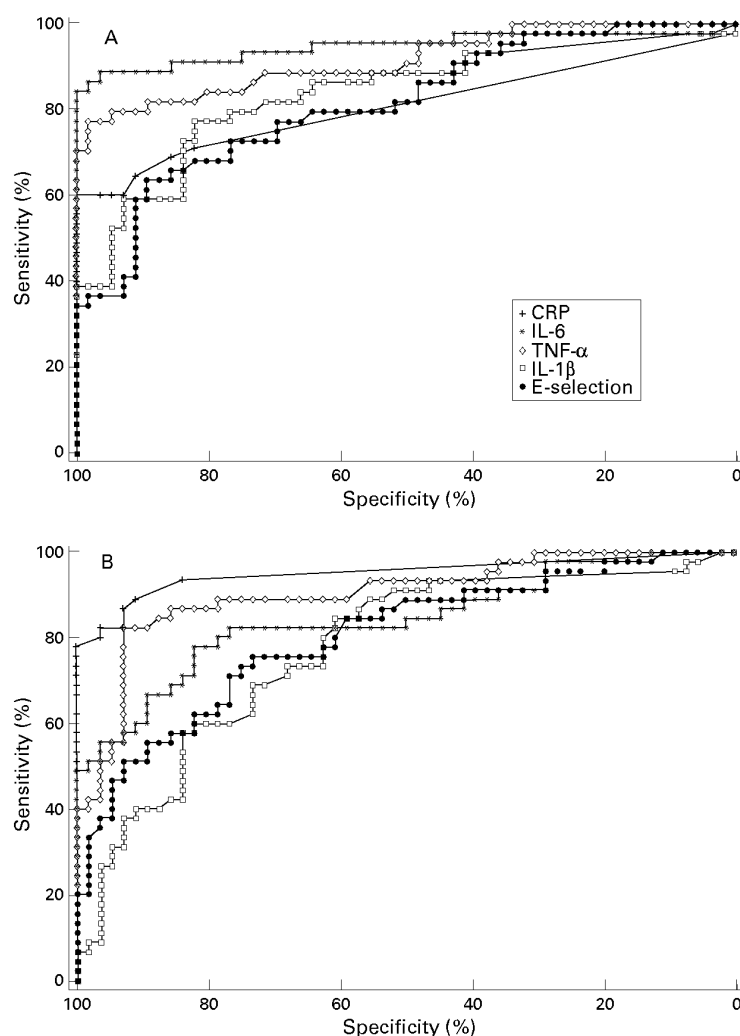 A
Sensitivity (%)
100
80
60
40
20
0
CRP
IL-6
TNF-α
IL-1β
E-selection
100 80 60 40 20 0
Specificity (%)
B
Sensitivity (%)
100
80
60
40
20
0
100 80 60 40 20 0
Specificity (%)